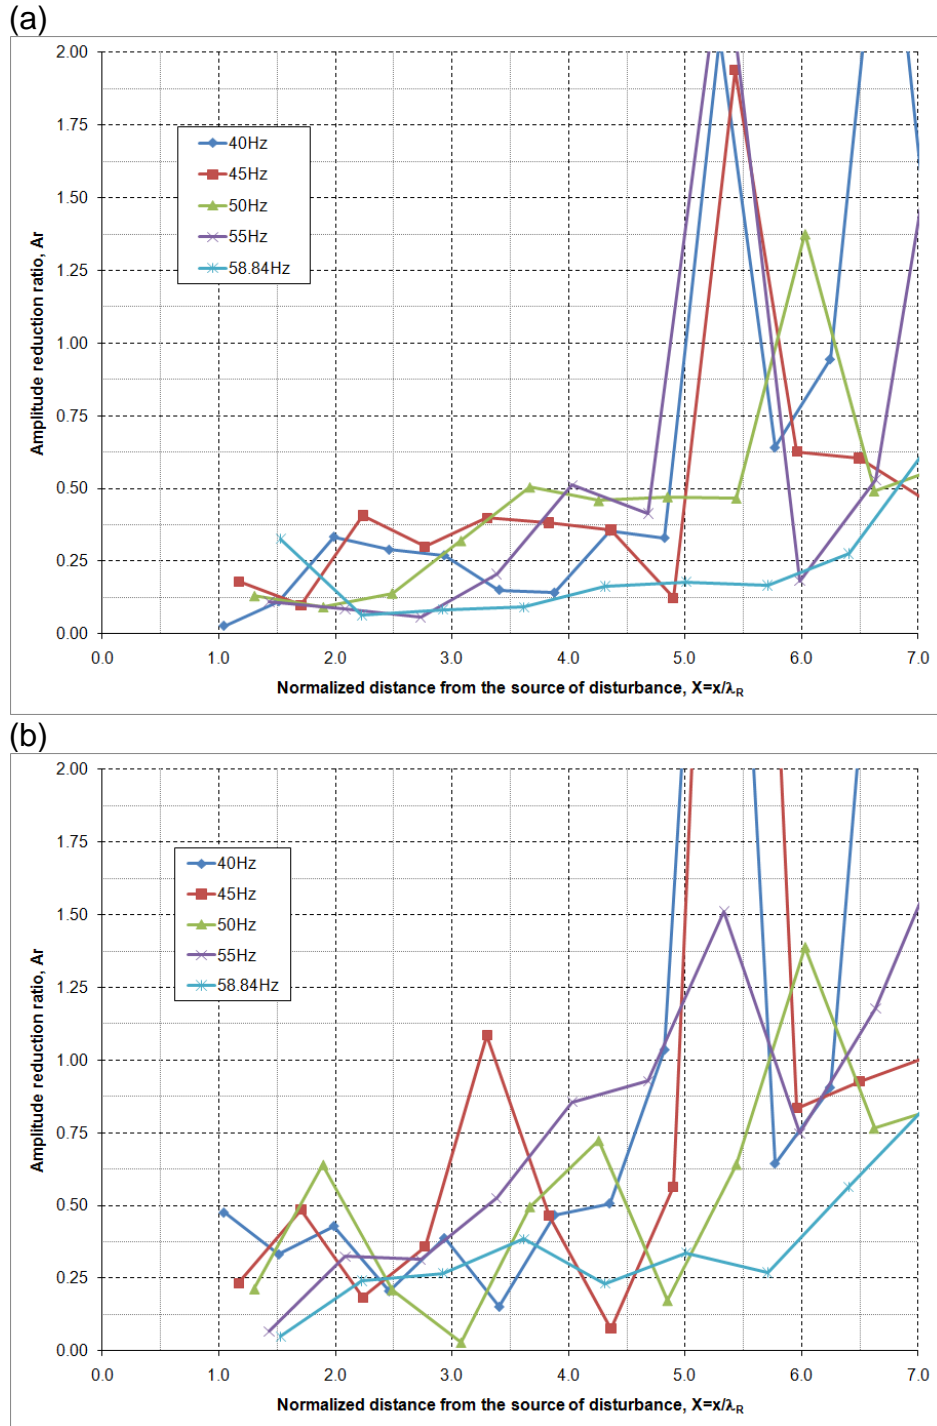 (a)
2.00
1.75
1.50
1.25
1.00
0.75
0.50
0.25
0.00
Amplitude reduction ratio, Ar
40Hz
45Hz
50Hz
55Hz
58.84Hz
0.0 1.0 2.0 3.0 4.0 5.0 6.0 7.0
Normalized distance from the source of disturbance, X=x/λR
(b)
2.00
1.75
1.50
1.25
1.00
0.75
0.50
0.25
0.00
Amplitude reduction ratio, Ar
40Hz
45Hz
50Hz
55Hz
58.84Hz
0.0 1.0 2.0 3.0 4.0 5.0 6.0 7.0
Normalized distance from the source of disturbance, X=x/λR